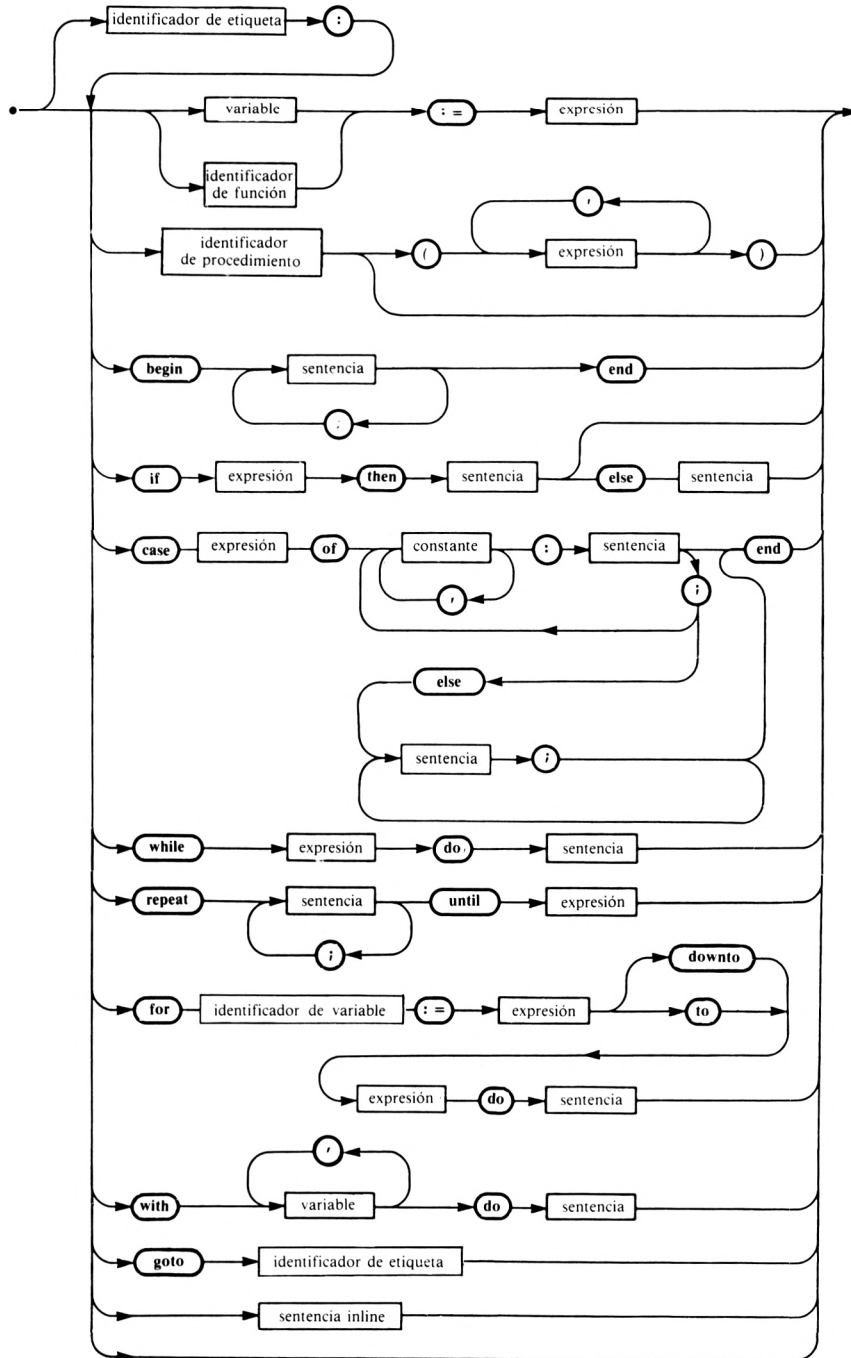 identificador de etiqueta :
variable := expresión
identificador
de función
,
identificador
de procedimiento ( expresión )
begin sentencia end
;
if expresión then sentencia else sentencia
case expresión of constante : sentencia end
, ;
else
sentencia ;
while expresión do sentencia
repeat sentencia until expresión
;
downto
for identificador de variable := expresión to
expresión do sentencia
,
with variable do sentencia
goto identificador de etiqueta
sentencia inline